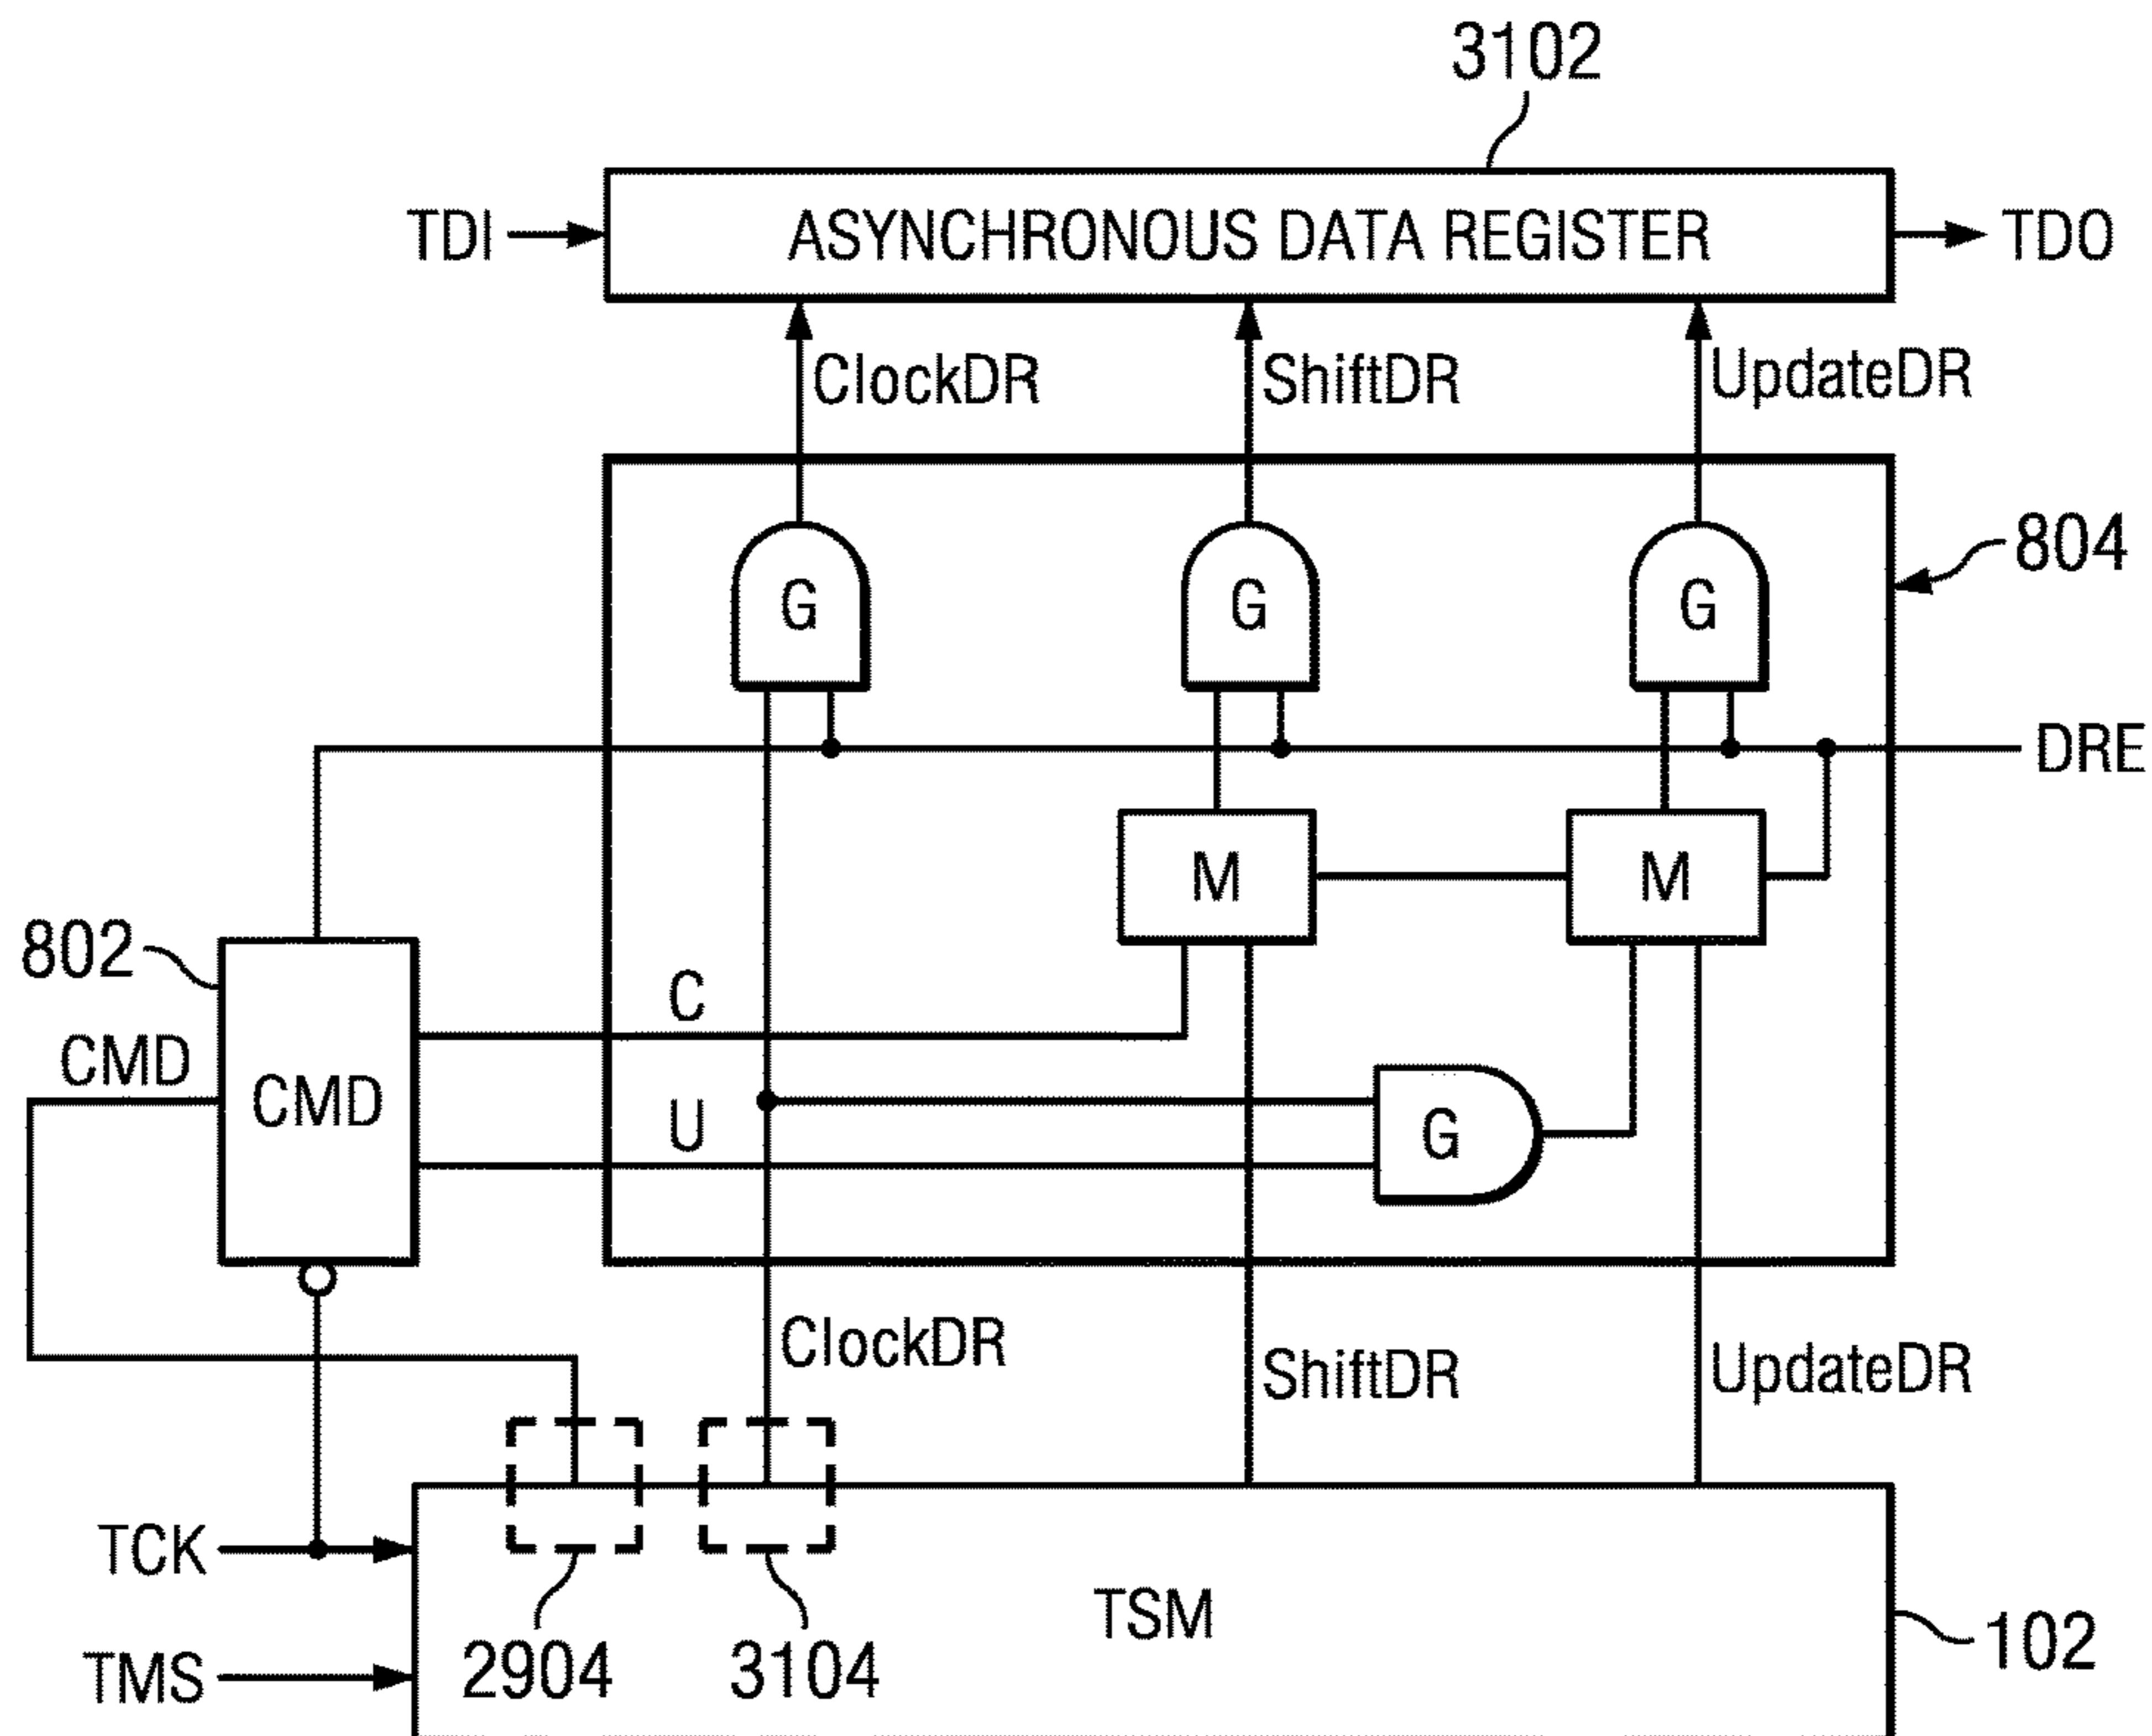 3102
TDI
ASYNCHRONOUS DATA REGISTER
TDO
ClockDR
ShiftDR
UpdateDR
804
G
G
G
DRE
M
M
802
C
CMD
CMD
U
G
ClockDR
ShiftDR
UpdateDR
TCK
TSM
102
TMS
2904
3104